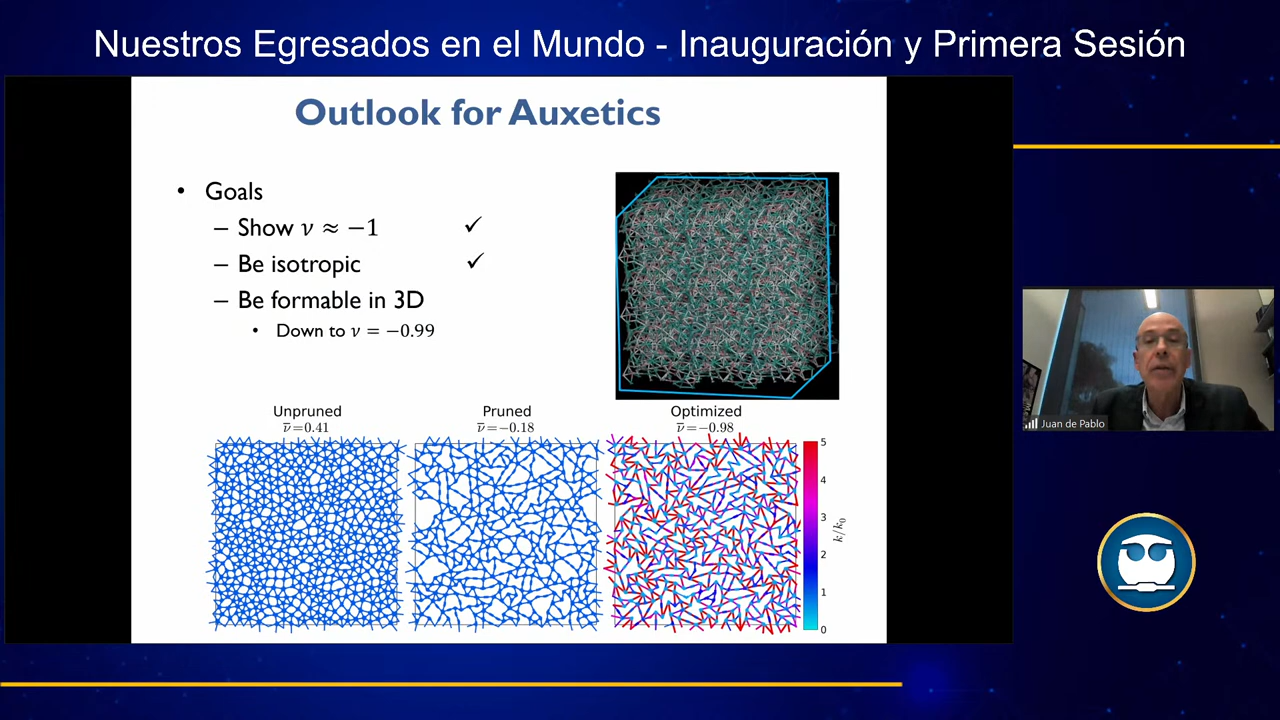 Nuestros Egresados en el Mundo - Inauguración y Primera Sesión
Outlook for Auxetics
• Goals
– Show ν ≈ −1 ✓
– Be isotropic ✓
– Be formable in 3D
• Down to ν = −0.99
Unpruned
ν̅=0.41
Pruned
ν̅=−0.18
Optimized
ν̅=−0.98
5
4
3
2
1
0
k/k₀
Juan de Pablo